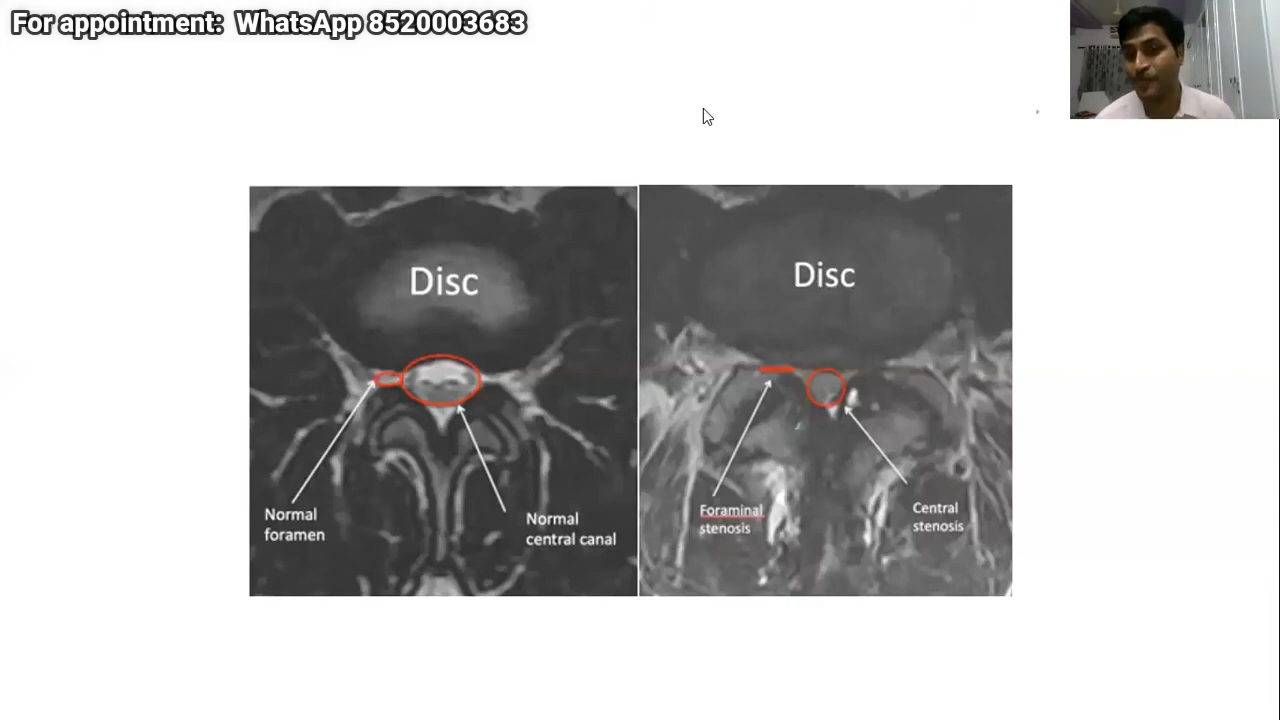 For appointment: WhatsApp 8520003683
Disc
Disc
Normal
foramen
Normal
central canal
Foraminal
stenosis
Central
stenosis